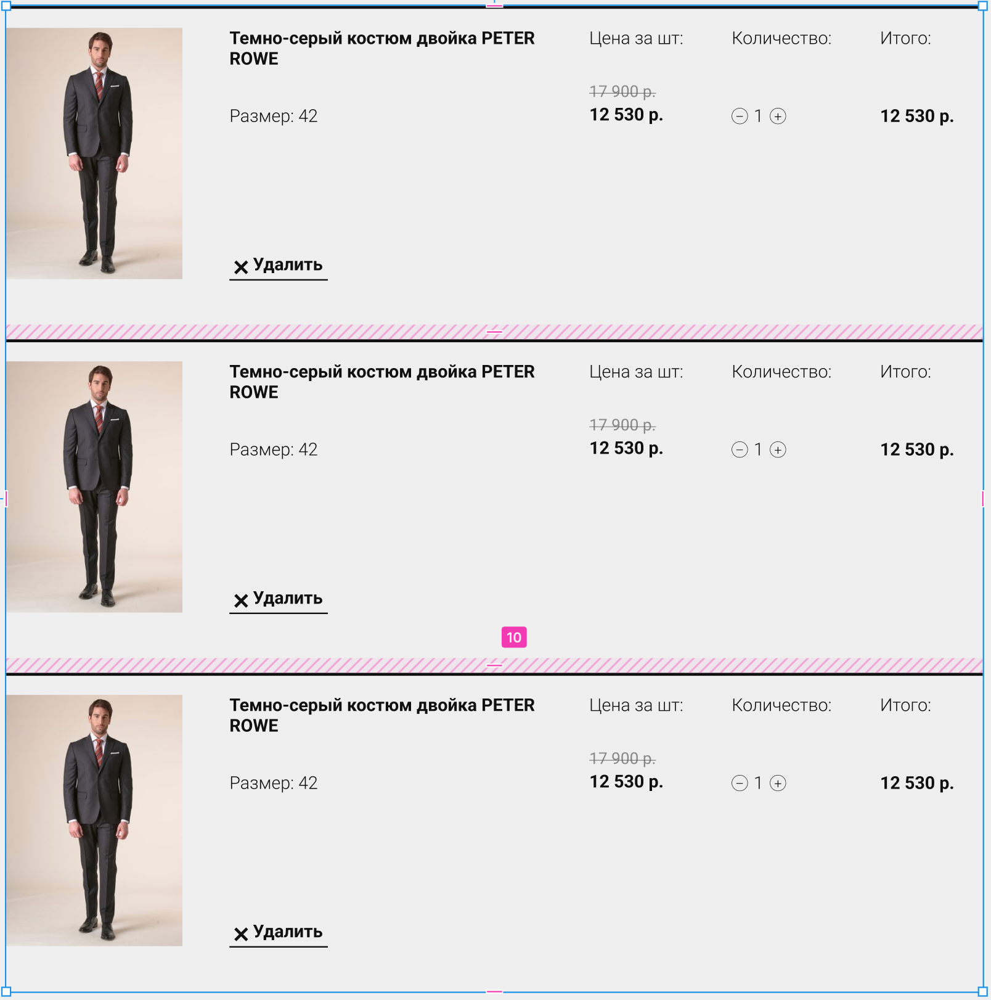 Темно-серый костюм двойка PETER
ROWE
Цена за шт:
Количество:
Итого:
17 900 р.
Размер: 42
12 530 р.
1
12 530 р.
Удалить
Темно-серый костюм двойка PETER
ROWE
Цена за шт:
Количество:
Итого:
17 900 р.
Размер: 42
12 530 р.
1
12 530 р.
Удалить
10
Темно-серый костюм двойка PETER
ROWE
Цена за шт:
Количество:
Итого:
17 900 р.
Размер: 42
12 530 р.
1
12 530 р.
Удалить